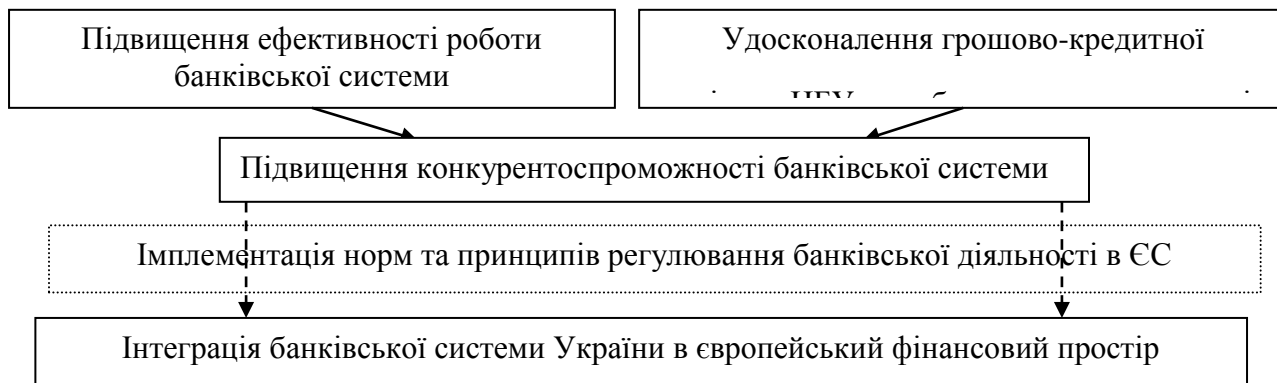 Підвищення ефективності роботи
банківської системи
Удосконалення грошово-кредитної
Підвищення конкурентоспроможності банківської системи
Імплементація норм та принципів регулювання банківської діяльності в ЄС
Інтеграція банківської системи України в європейський фінансовий простір